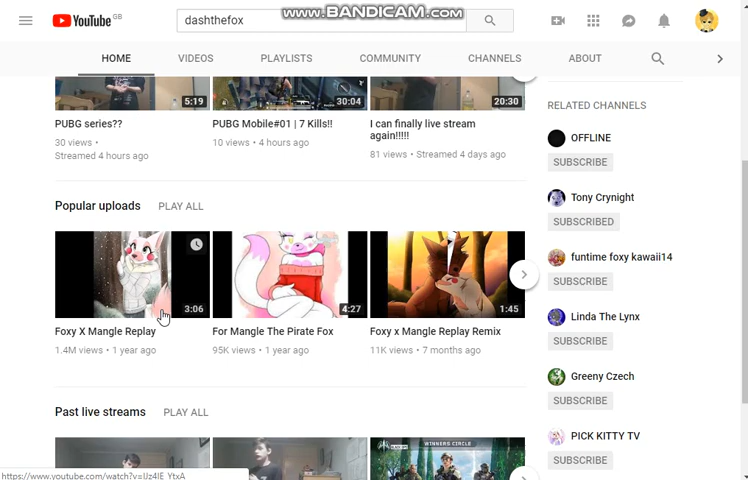 WWW.BANDICAM.COM
YouTube GB
dashthefox
HOME VIDEOS PLAYLISTS COMMUNITY CHANNELS ABOUT
5:19 30:04 20:30
PUBG series?? PUBG Mobile#01 | 7 Kills!! I can finally live stream
again!!!!!
30 views • 10 views • 4 hours ago
Streamed 4 hours ago 81 views • Streamed 4 days ago
Popular uploads PLAY ALL
3:06 4:27 1:45
Foxy X Mangle Replay For Mangle The Pirate Fox Foxy x Mangle Replay Remix
1.4M views • 1 year ago 95K views • 1 year ago 11K views • 7 months ago
Past live streams PLAY ALL
WINNERS CIRCLE
RELATED CHANNELS
OFFLINE
SUBSCRIBE
Tony Crynight
SUBSCRIBED
funtime foxy kawaii14
SUBSCRIBE
Linda The Lynx
SUBSCRIBE
Greeny Czech
SUBSCRIBE
PICK KITTY TV
SUBSCRIBE